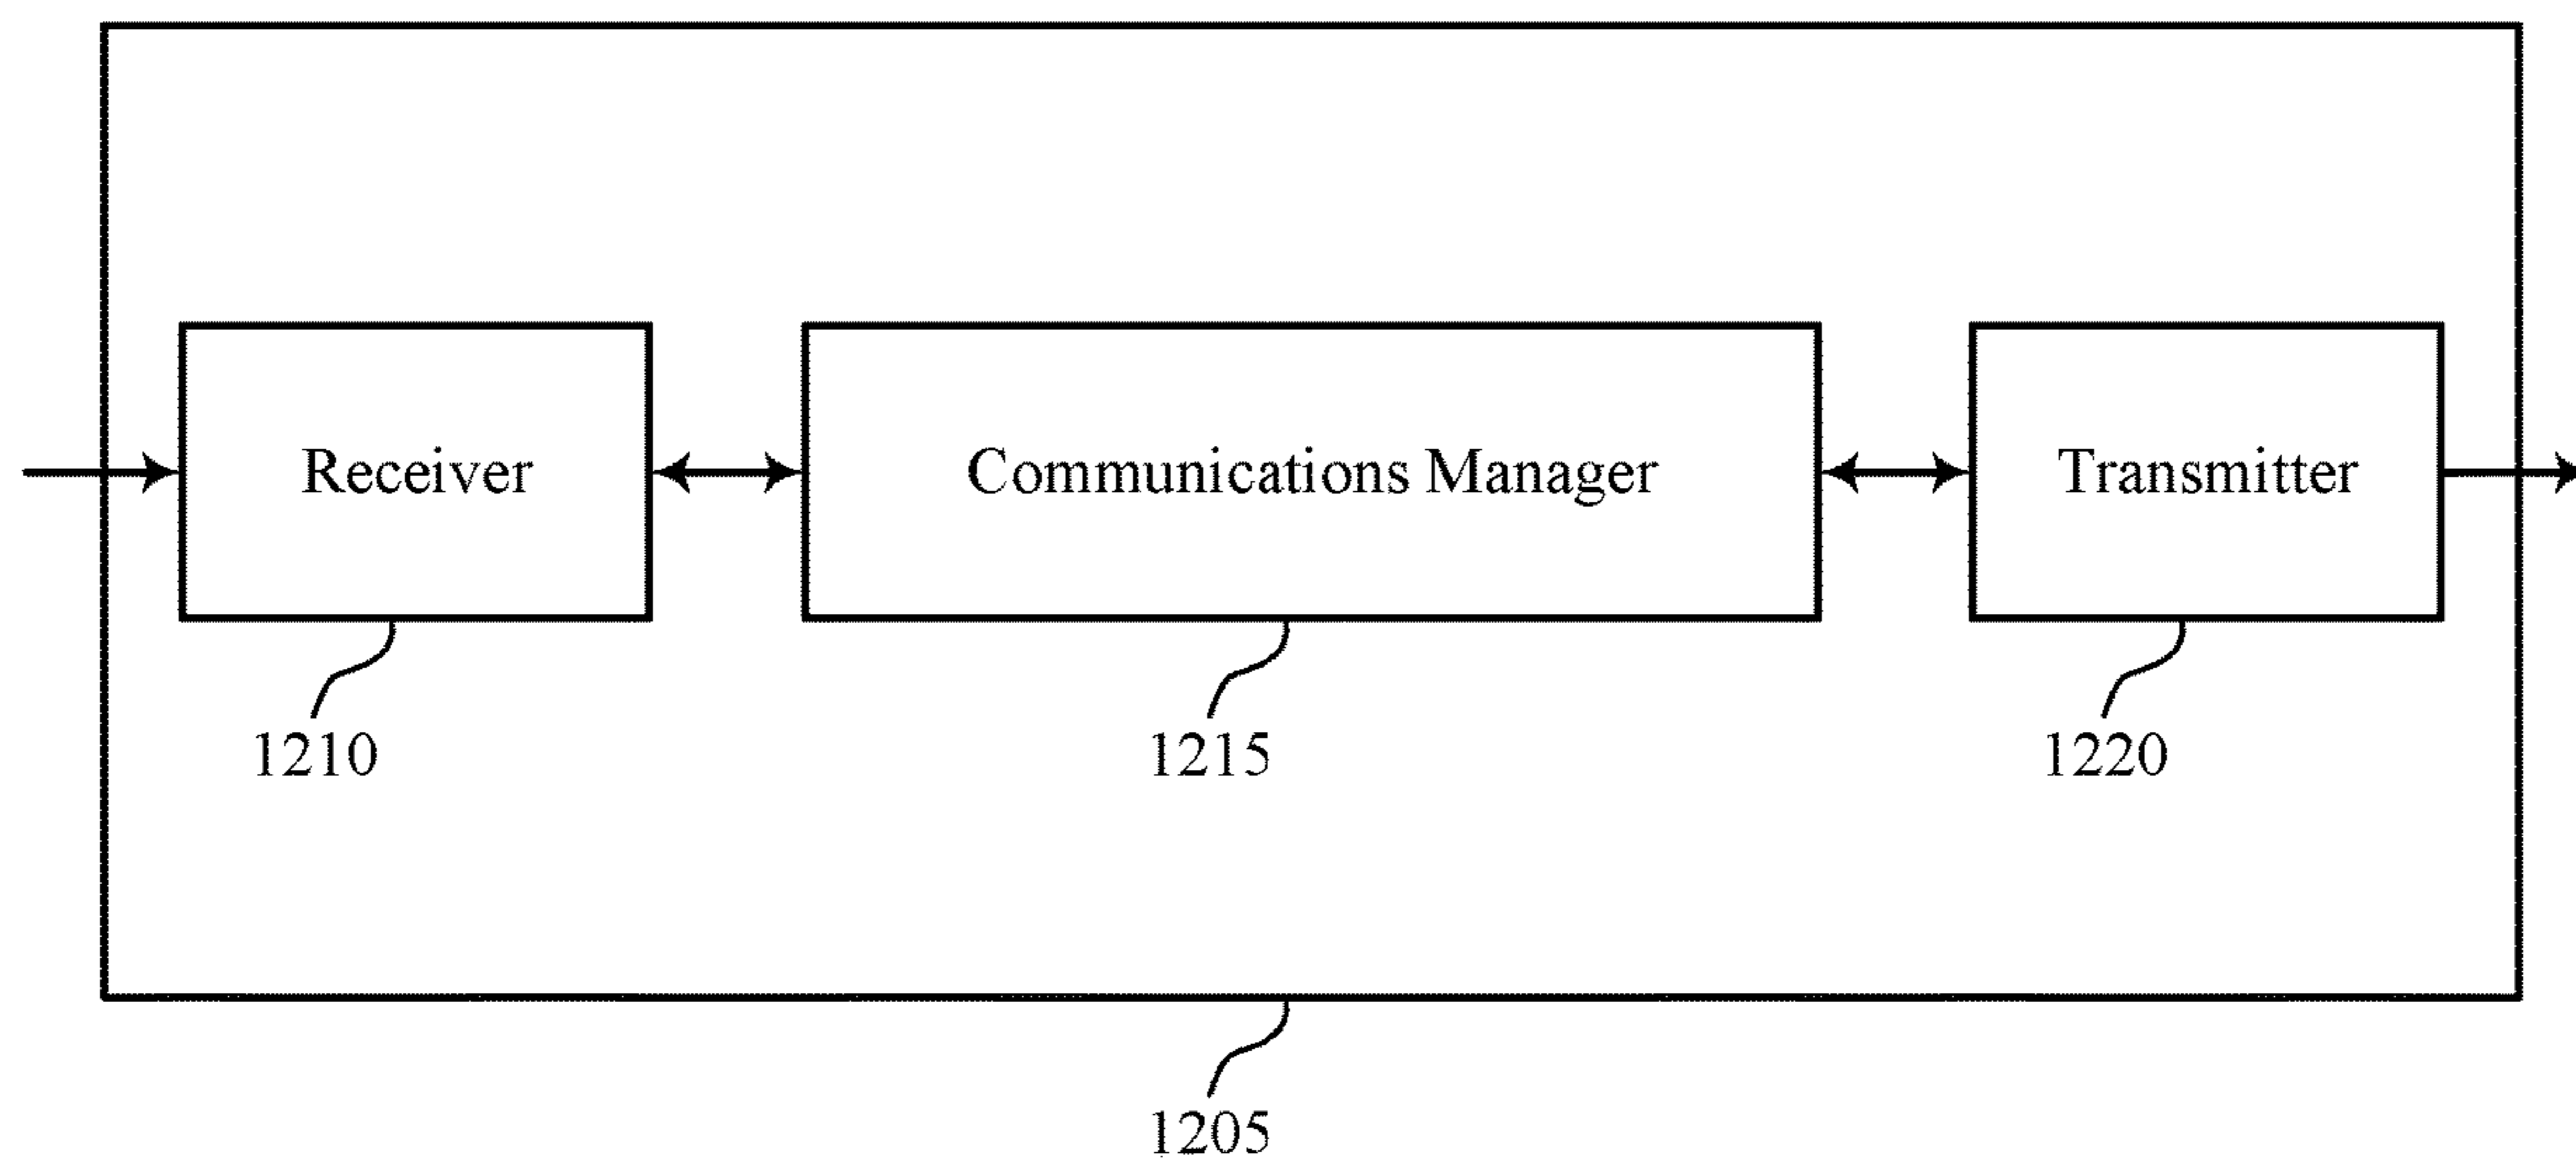 Receiver
Communications Manager
Transmitter
1210
1215
1220
1205